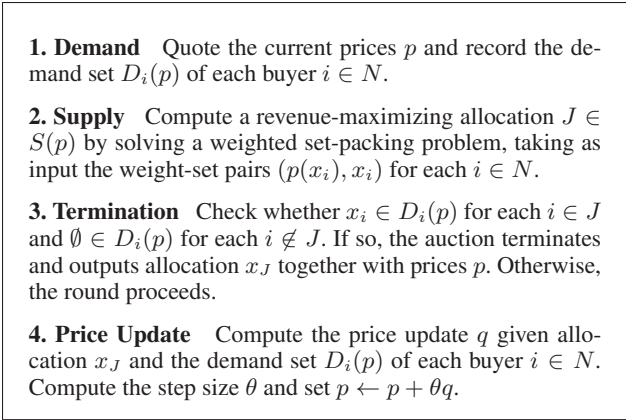 1. Demand Quote the current prices p and record the de-
mand set D_i(p) of each buyer i ∈ N.
2. Supply Compute a revenue-maximizing allocation J ∈
S(p) by solving a weighted set-packing problem, taking as
input the weight-set pairs (p(x_i), x_i) for each i ∈ N.
3. Termination Check whether x_i ∈ D_i(p) for each i ∈ J
and ∅ ∈ D_i(p) for each i ∉ J. If so, the auction terminates
and outputs allocation x_J together with prices p. Otherwise,
the round proceeds.
4. Price Update Compute the price update q given allo-
cation x_J and the demand set D_i(p) of each buyer i ∈ N.
Compute the step size θ and set p ← p + θq.